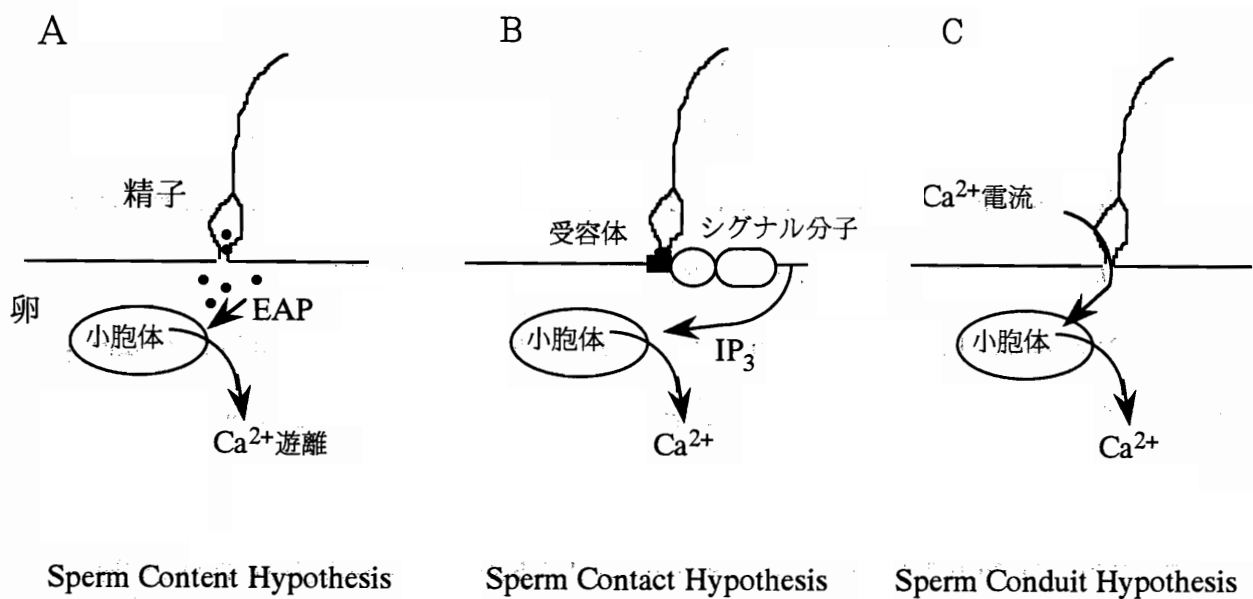 A
精子
卵
EAP
小胞体
Ca²⁺遊離
Sperm Content Hypothesis
B
受容体
シグナル分子
小胞体
IP₃
Ca²⁺
Sperm Contact Hypothesis
C
Ca²⁺電流
小胞体
Ca²⁺
Sperm Conduit Hypothesis